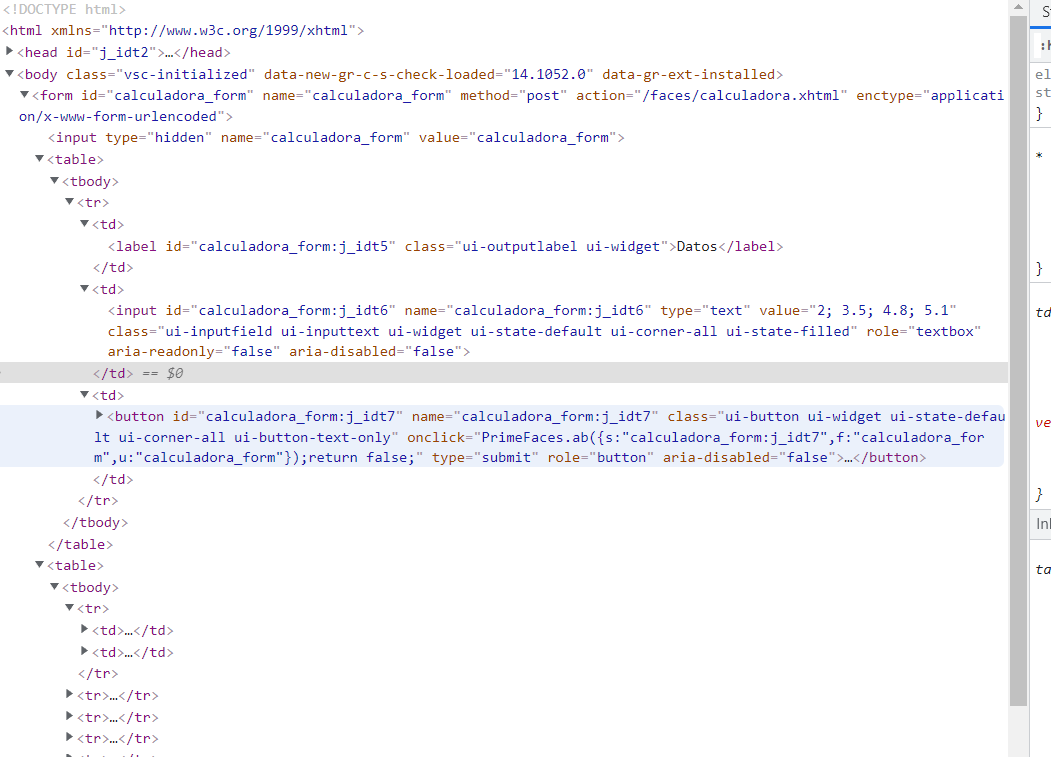 <!DOCTYPE html>
<html xmlns="http://www.w3c.org/1999/xhtml">
<head id="j_idt2">…</head>
<body class="vsc-initialized" data-new-gr-c-s-check-loaded="14.1052.0" data-gr-ext-installed>
<form id="calculadora_form" name="calculadora_form" method="post" action="/faces/calculadora.xhtml" enctype="applicati
on/x-www-form-urlencoded">
<input type="hidden" name="calculadora_form" value="calculadora_form">
<table>
<tbody>
<tr>
<td>
<label id="calculadora_form:j_idt5" class="ui-outputlabel ui-widget">Datos</label>
</td>
<td>
<input id="calculadora_form:j_idt6" name="calculadora_form:j_idt6" type="text" value="2; 3.5; 4.8; 5.1"
class="ui-inputfield ui-inputtext ui-widget ui-state-default ui-corner-all ui-state-filled" role="textbox"
aria-readonly="false" aria-disabled="false">
</td> == $0
<td>
<button id="calculadora_form:j_idt7" name="calculadora_form:j_idt7" class="ui-button ui-widget ui-state-defau
lt ui-corner-all ui-button-text-only" onclick="PrimeFaces.ab({s:"calculadora_form:j_idt7",f:"calculadora_for
m",u:"calculadora_form"});return false;" type="submit" role="button" aria-disabled="false">…</button>
</td>
</tr>
</tbody>
</table>
<table>
<tbody>
<tr>
<td>…</td>
<td>…</td>
</tr>
<tr>…</tr>
<tr>…</tr>
<tr>…</tr>
S
:h
el
st
}
*
}
td
ve
}
Inl
ta